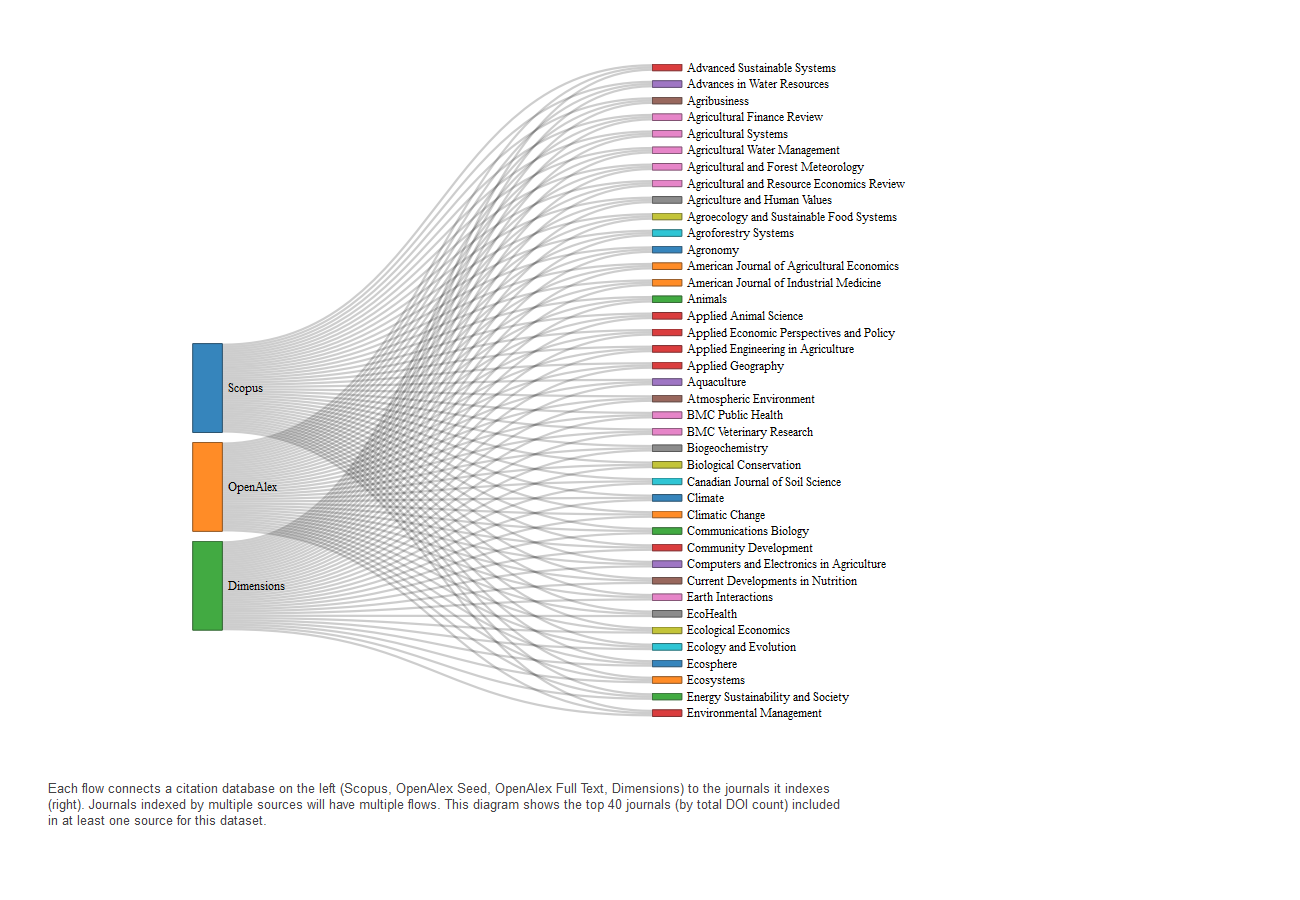 Advanced Sustainable Systems
Advances in Water Resources
Agribusiness
Agricultural Finance Review
Agricultural Systems
Agricultural Water Management
Agricultural and Forest Meteorology
Agricultural and Resource Economics Review
Agriculture and Human Values
Agroecology and Sustainable Food Systems
Agroforestry Systems
Agronomy
American Journal of Agricultural Economics
American Journal of Industrial Medicine
Animals
Applied Animal Science
Applied Economic Perspectives and Policy
Applied Engineering in Agriculture
Applied Geography
Aquaculture
Atmospheric Environment
BMC Public Health
BMC Veterinary Research
Biogeochemistry
Biological Conservation
Canadian Journal of Soil Science
Climate
Climatic Change
Communications Biology
Community Development
Computers and Electronics in Agriculture
Current Developments in Nutrition
Earth Interactions
EcoHealth
Ecological Economics
Ecology and Evolution
Ecosphere
Ecosystems
Energy Sustainability and Society
Environmental Management
Scopus
OpenAlex
Dimensions
Each flow connects a citation database on the left (Scopus, OpenAlex Seed, OpenAlex Full Text, Dimensions) to the journals it indexes
(right). Journals indexed by multiple sources will have multiple flows. This diagram shows the top 40 journals (by total DOI count) included
in at least one source for this dataset.